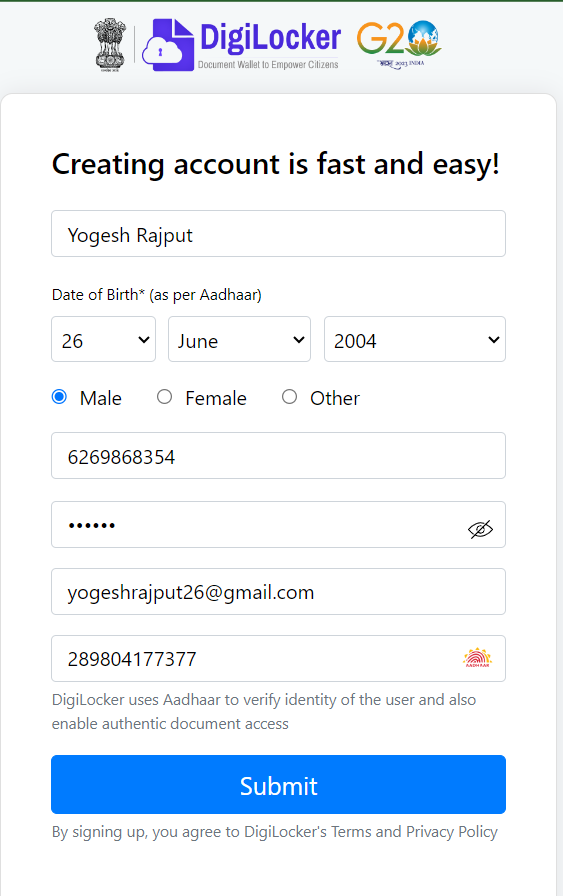 DigiLocker
Document Wallet to Empower Citizens
G20
2023 INDIA
Creating account is fast and easy!
Yogesh Rajput
Date of Birth* (as per Aadhaar)
26 June 2004
Male Female Other
6269868354
••••••
yogeshrajput26@gmail.com
289804177377
AADHAAR
DigiLocker uses Aadhaar to verify identity of the user and also
enable authentic document access
Submit
By signing up, you agree to DigiLocker's Terms and Privacy Policy